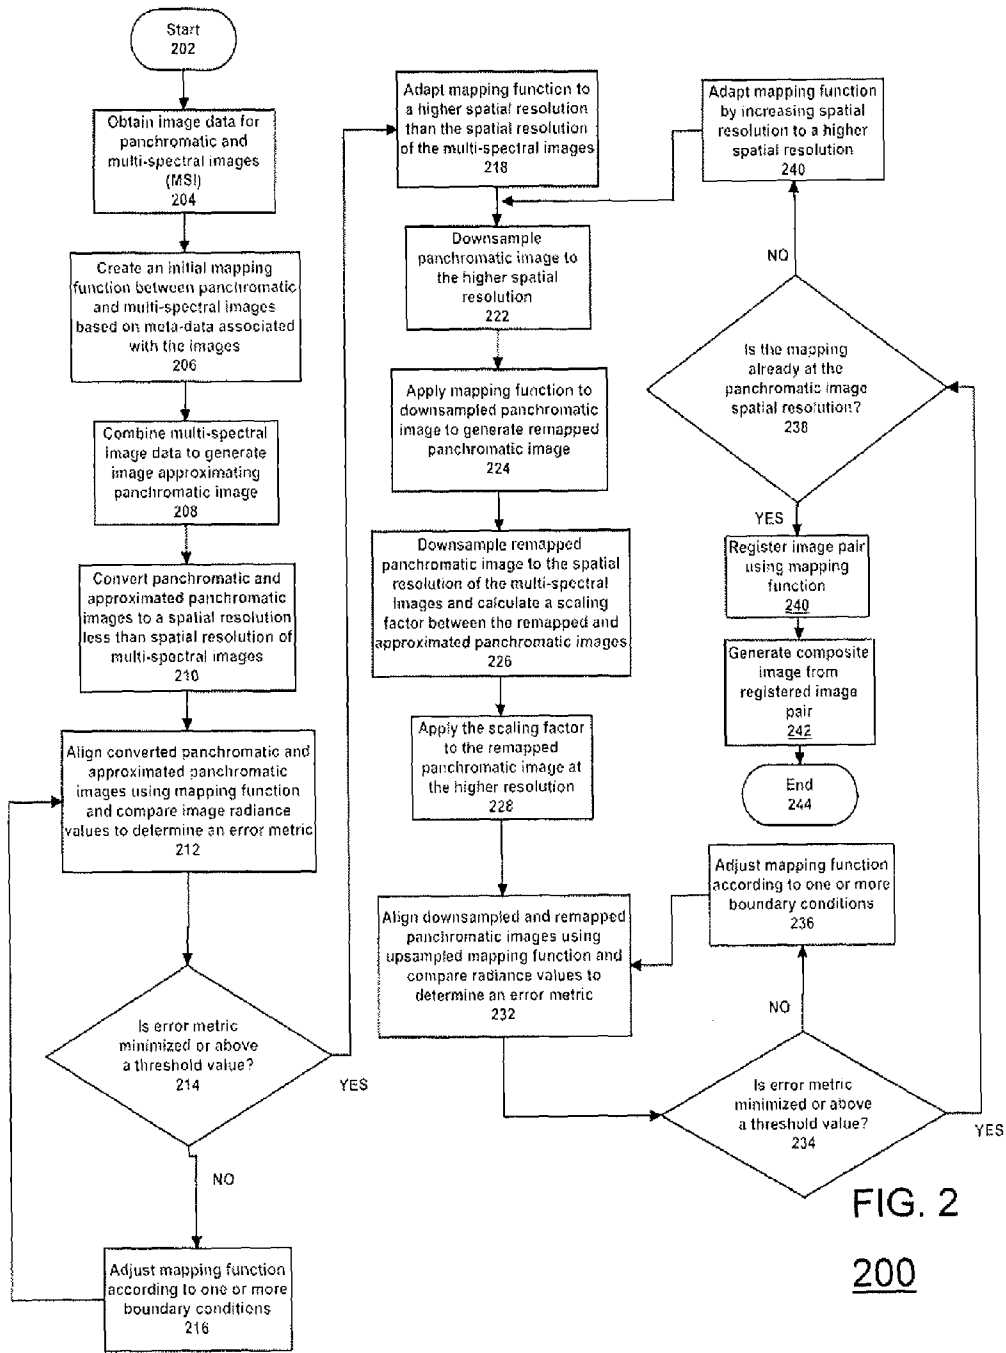 Start
202
Obtain image data for
panchromatic and
multi-spectral images
(MSI)
204
Create an initial mapping
function between panchromatic
and multi-spectral images
based on meta-data associated
with the images
206
Combine multi-spectral
image data to generate
image approximating
panchromatic image
208
Convert panchromatic and
approximated panchromatic
images to a spatial resolution
less than spatial resolution of
multi-spectral images
210
Align converted panchromatic and
approximated panchromatic
images using mapping function
and compare image radiance
values to determine an error metric
212
Is error metric
minimized or above
a threshold value?
214
YES
NO
Adjust mapping function
according to one or more
boundary conditions
216
Adapt mapping function to
a higher spatial resolution
than the spatial resolution
of the multi-spectral images
218
Downsample
panchromatic image to
the higher spatial
resolution
222
Apply mapping function to
downsampled panchromatic
image to generate remapped
panchromatic image
224
Downsample remapped
panchromatic image to the spatial
resolution of the multi-spectral
Images and calculate a scaling
factor between the remapped and
approximated panchromatic images
226
Apply the scaling factor
to the remapped
panchromatic image at
the higher resolution
228
Align downsampled and remapped
panchromatic images using
upsampled mapping function and
compare radiance values to
determine an error metric
232
Is error metric
minimized or above
a threshold value?
234
YES
NO
Adjust mapping function
according to one or more
boundary conditions
236
Is the mapping
already at the
panchromatic image
spatial resolution?
238
NO
Adapt mapping function
by increasing spatial
resolution to a higher
spatial resolution
240
YES
Register image pair
using mapping
function
240
Generate composite
image from
registered image
pair
242
End
244
FIG. 2
200